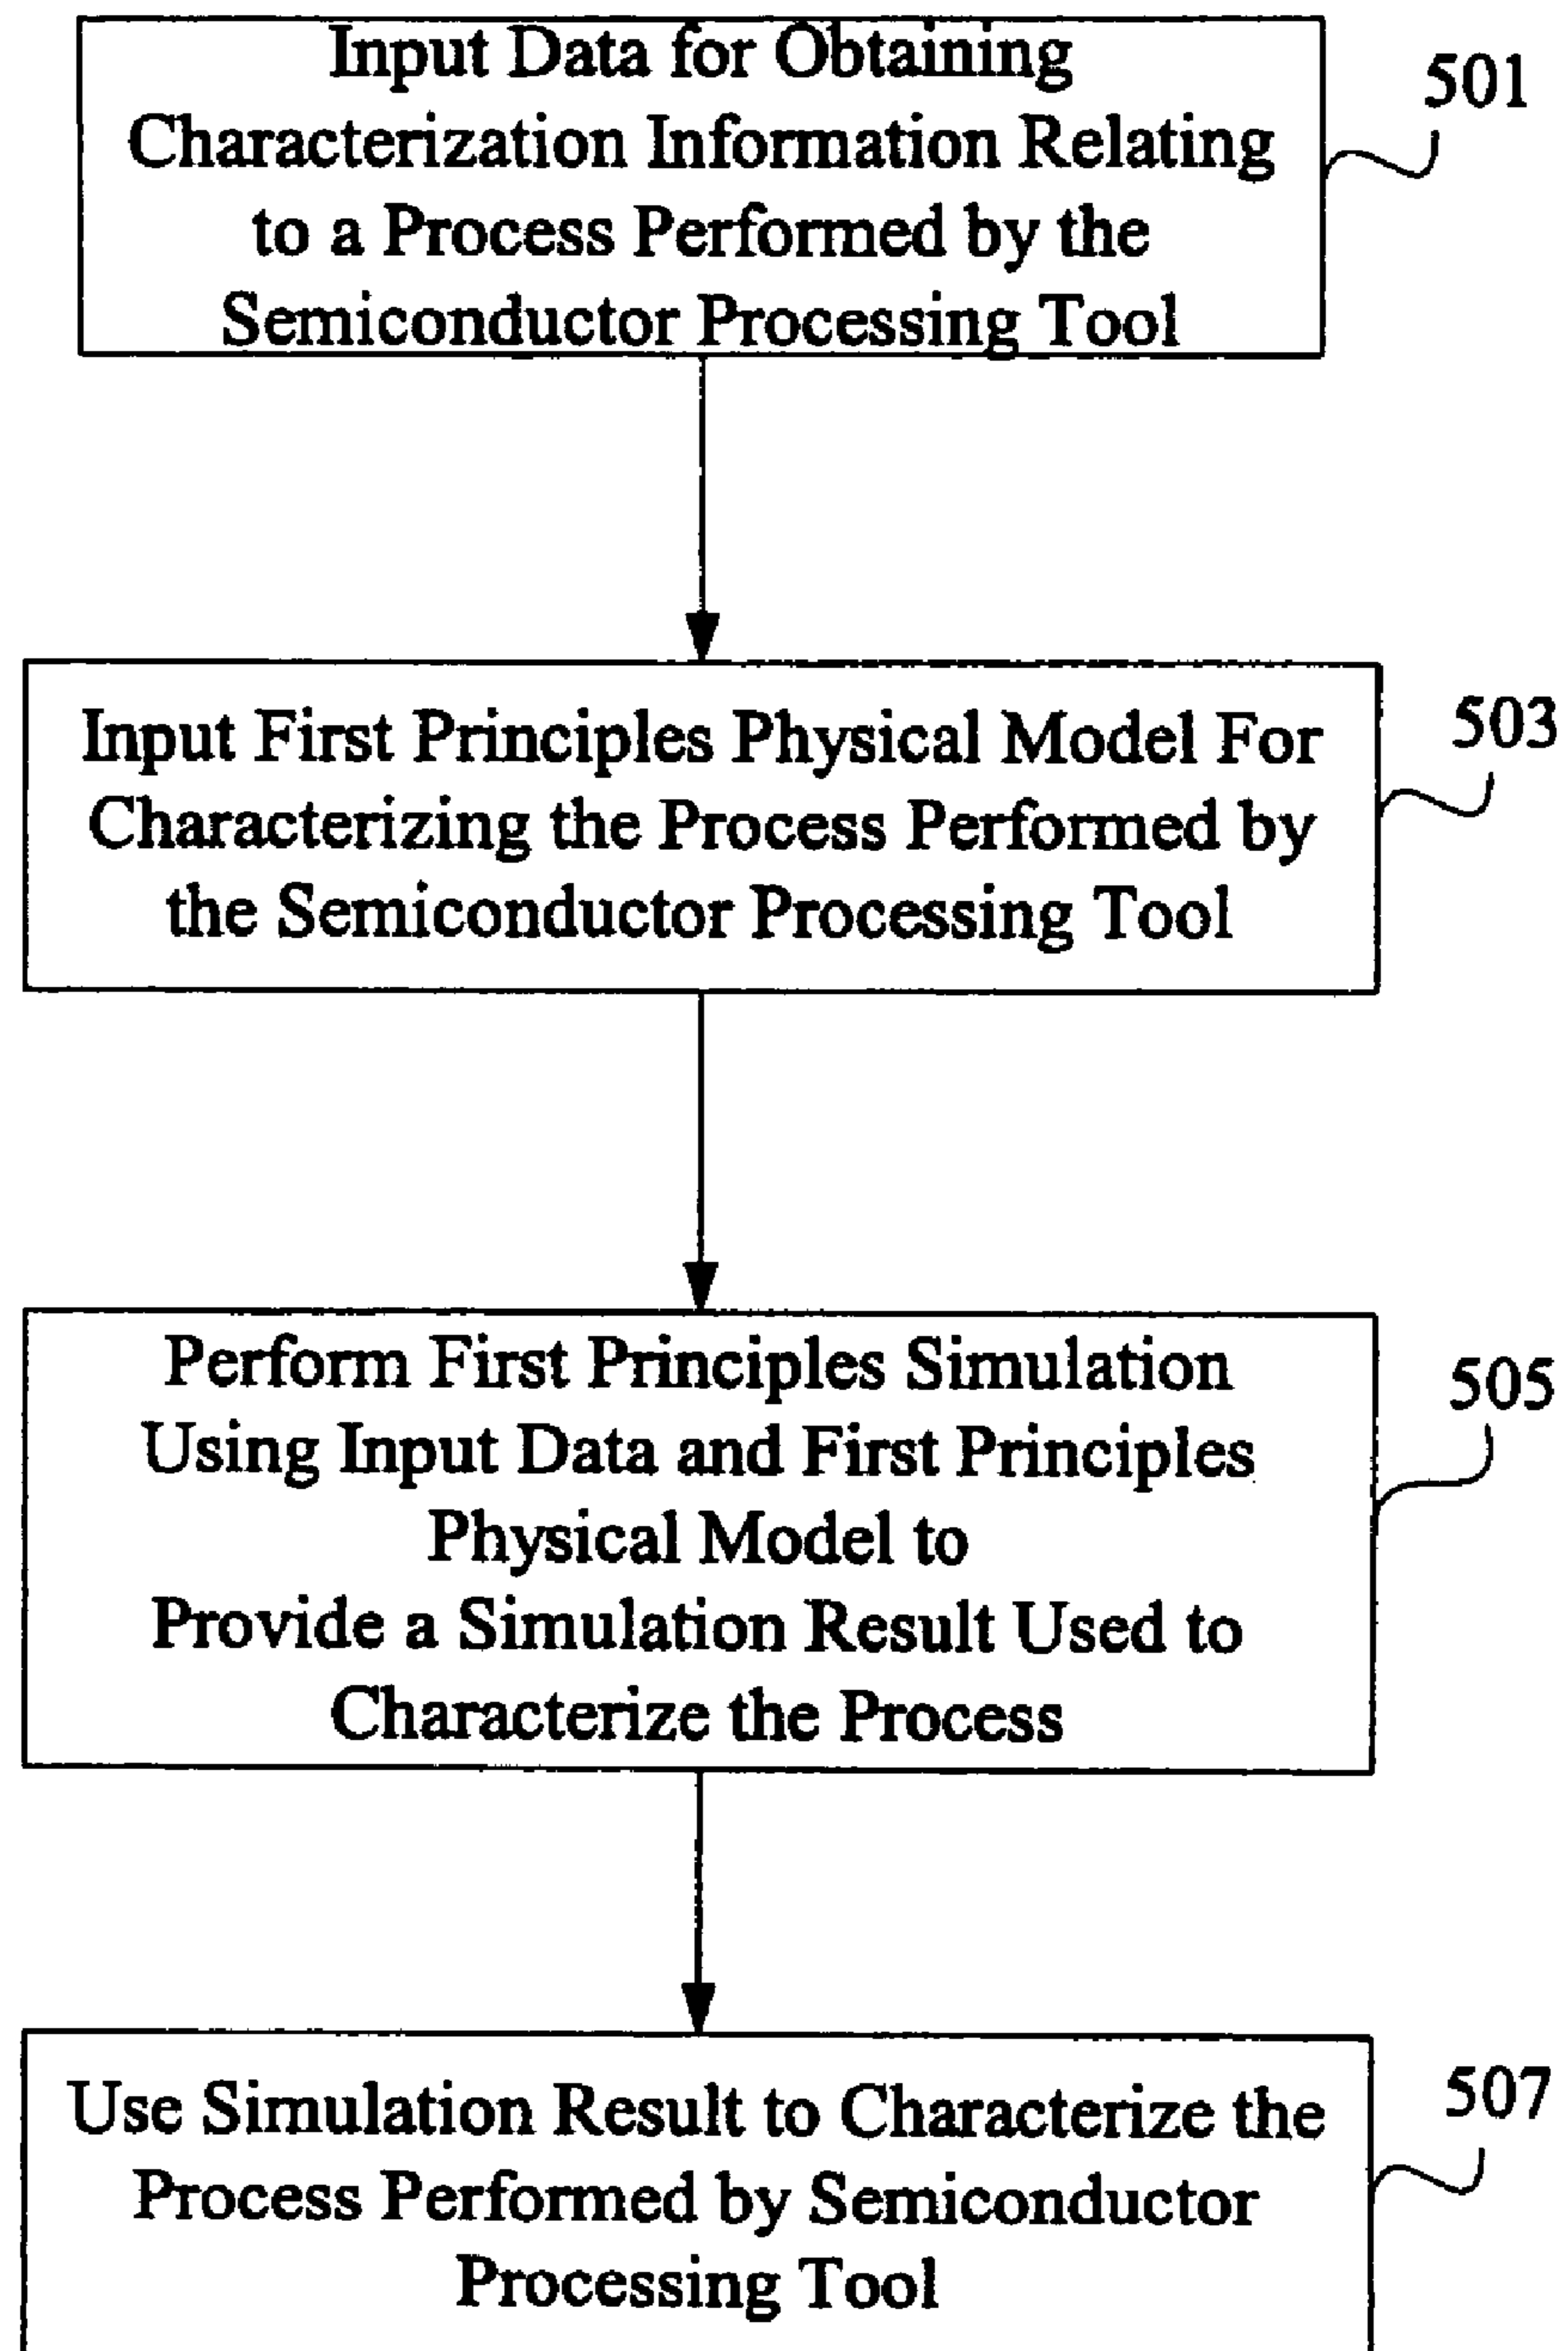 Input Data for Obtaining
Characterization Information Relating
to a Process Performed by the
Semiconductor Processing Tool
501
Input First Principles Physical Model For
Characterizing the Process Performed by
the Semiconductor Processing Tool
503
Perform First Principles Simulation
Using Input Data and First Principles
Physical Model to
Provide a Simulation Result Used to
Characterize the Process
505
Use Simulation Result to Characterize the
Process Performed by Semiconductor
Processing Tool
507